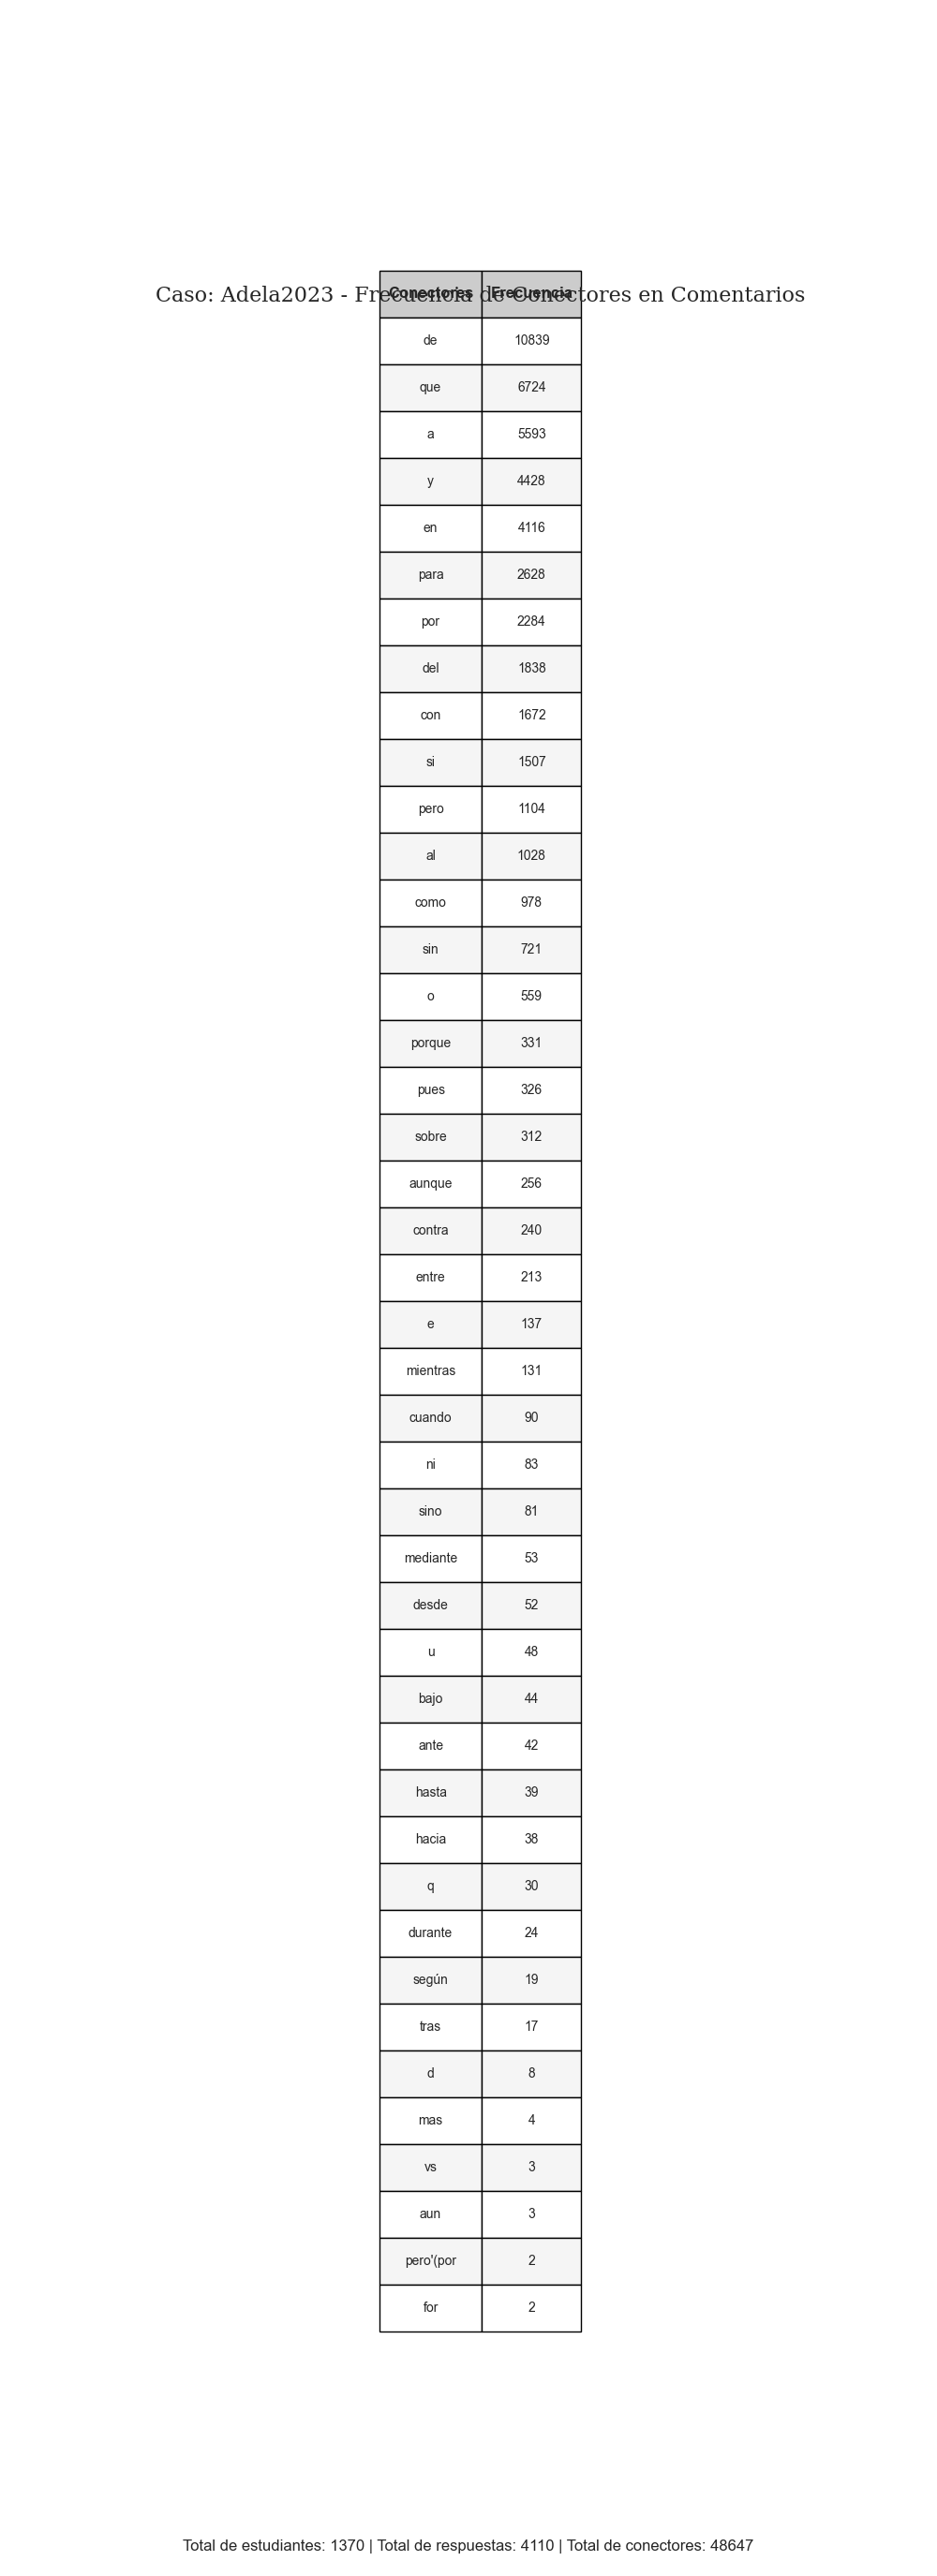 Caso: Adela2023 - Frecuencia de Conectores en Comentarios
Conectores Frecuencia
de 10839
que 6724
a 5593
y 4428
en 4116
para 2628
por 2284
del 1838
con 1672
si 1507
pero 1104
al 1028
como 978
sin 721
o 559
porque 331
pues 326
sobre 312
aunque 256
contra 240
entre 213
e 137
mientras 131
cuando 90
ni 83
sino 81
mediante 53
desde 52
u 48
bajo 44
ante 42
hasta 39
hacia 38
q 30
durante 24
según 19
tras 17
d 8
mas 4
vs 3
aun 3
pero'(por 2
for 2
Total de estudiantes: 1370 | Total de respuestas: 4110 | Total de conectores: 48647